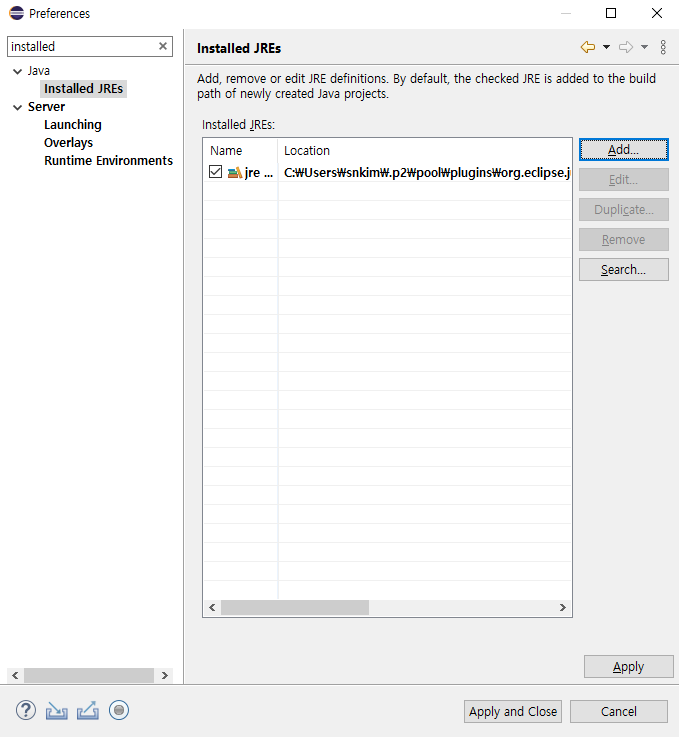 Preferences
installed
Java
Installed JREs
Server
Launching
Overlays
Runtime Environments
Installed JREs
Add, remove or edit JRE definitions. By default, the checked JRE is added to the build
path of newly created Java projects.
Installed JREs:
Name Location
jre ... C:₩Users₩snkim₩.p2₩pool₩plugins₩org.eclipse.j
Add...
Edit...
Duplicate...
Remove
Search...
Apply
Apply and Close Cancel